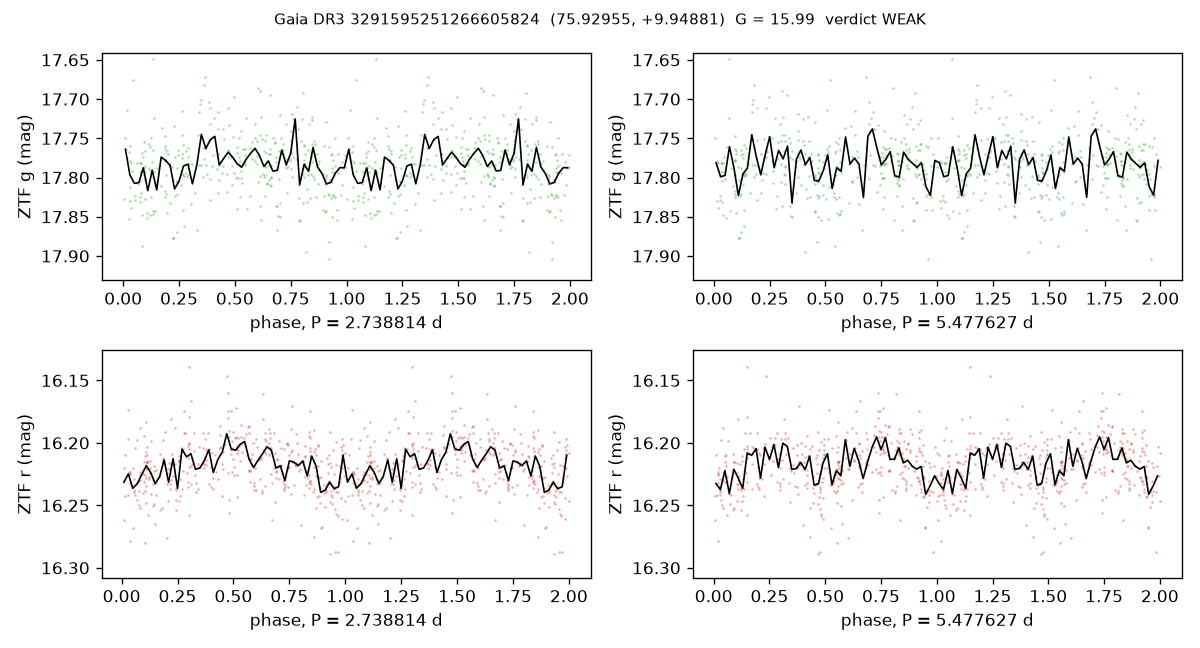 Gaia DR3 3291595251266605824  (75.92955, +9.94881)  G = 15.99  verdict WEAK
ZTF g (mag)
17.65
17.70
17.75
17.80
17.85
17.90
0.00 0.25 0.50 0.75 1.00 1.25 1.50 1.75 2.00
phase, P = 2.738814 d
ZTF g (mag)
17.65
17.70
17.75
17.80
17.85
17.90
0.00 0.25 0.50 0.75 1.00 1.25 1.50 1.75 2.00
phase, P = 5.477627 d
ZTF r (mag)
16.15
16.20
16.25
16.30
0.00 0.25 0.50 0.75 1.00 1.25 1.50 1.75 2.00
phase, P = 2.738814 d
ZTF r (mag)
16.15
16.20
16.25
16.30
0.00 0.25 0.50 0.75 1.00 1.25 1.50 1.75 2.00
phase, P = 5.477627 d